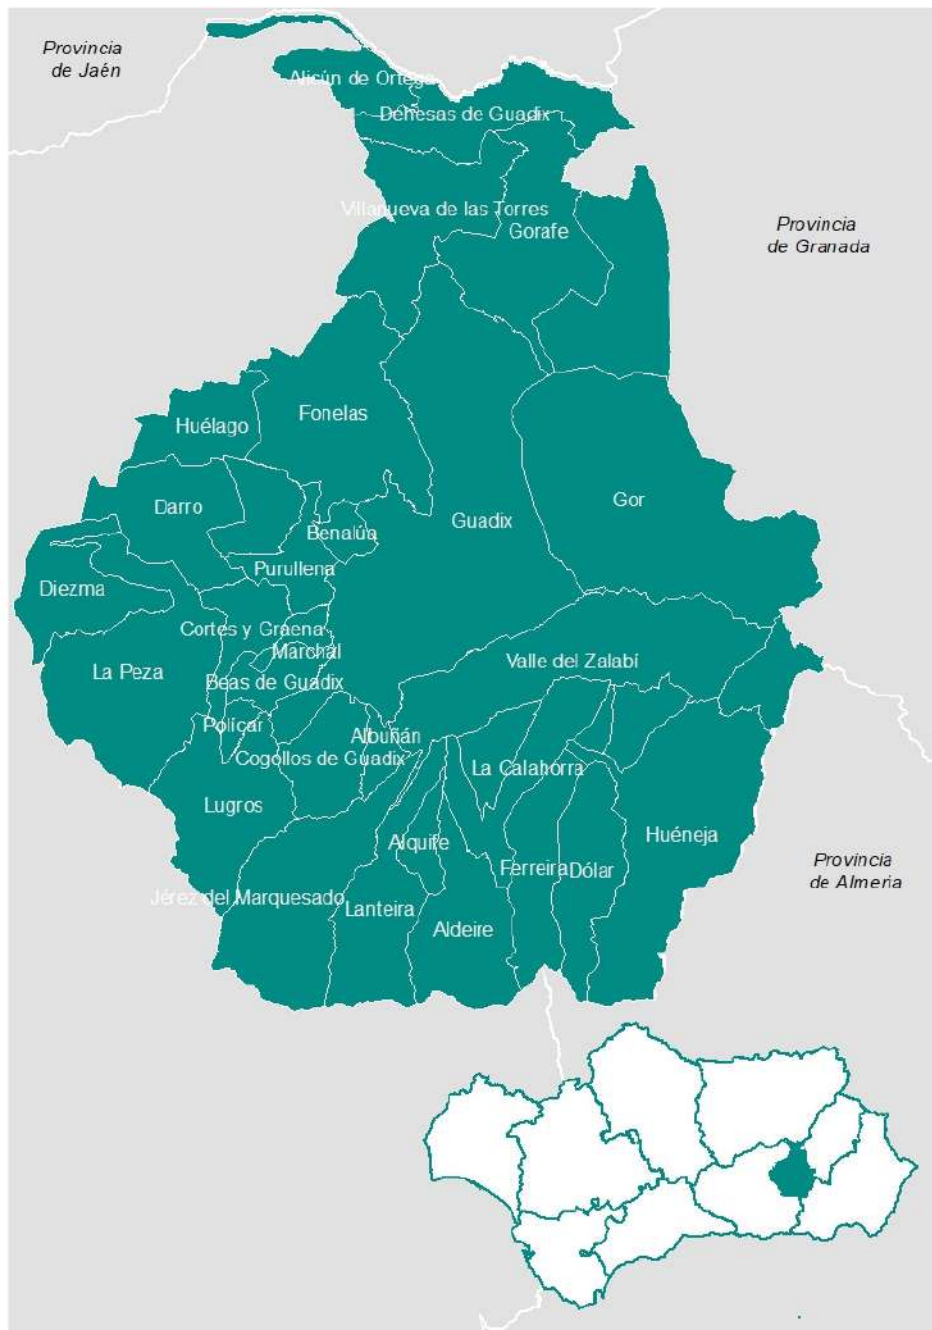 Provincia
de Jaén
Alicún de Ortega
Dehesas de Guadix
Villanueva de las Torres
Gorafe
Provincia
de Granada
Huélago
Fonelas
Darro
Gor
Guadix
Benalúa
Purullena
Diezma
Cortes y Graena
Marchal
Valle del Zalabí
La Peza
Beas de Guadix
Polícar
Albuñán
Cogollos de Guadix
La Calahorra
Lugros
Huéneja
Alquife
Ferreira
Dólar
Provincia
de Almeria
Jérez del Marquesado
Lanteira
Aldeire